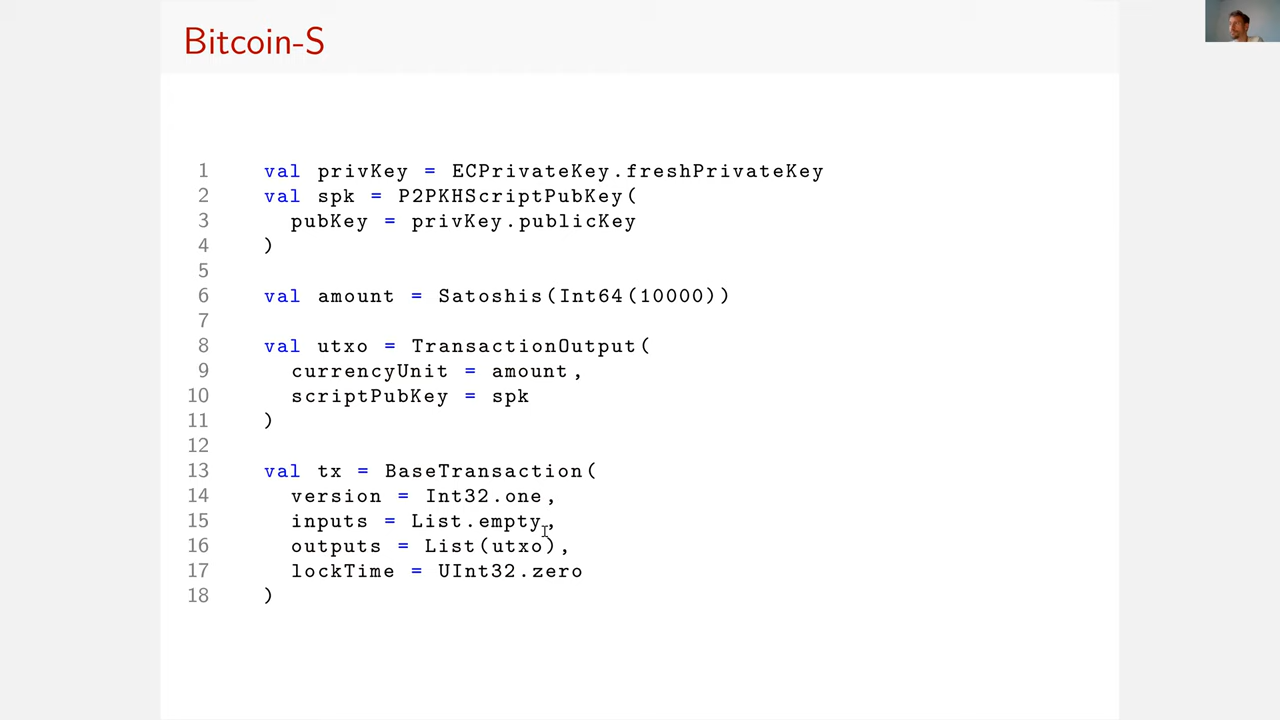 Bitcoin-S
1 val privKey = ECPrivateKey.freshPrivateKey
2 val spk = P2PKHScriptPubKey(
3 pubKey = privKey.publicKey
4 )
5
6 val amount = Satoshis(Int64(10000))
7
8 val utxo = TransactionOutput(
9 currencyUnit = amount,
10 scriptPubKey = spk
11 )
12
13 val tx = BaseTransaction(
14 version = Int32.one,
15 inputs = List.empty,
16 outputs = List(utxo),
17 lockTime = UInt32.zero
18 )